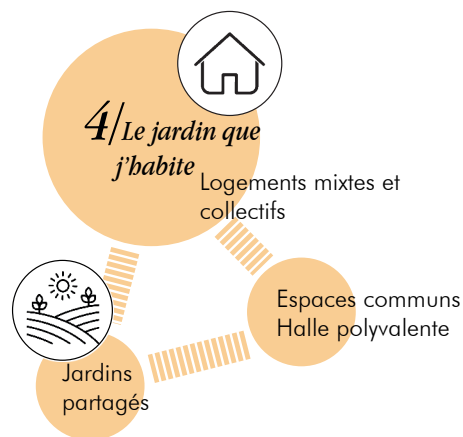 4/Le jardin que
j'habite
Logements mixtes et
collectifs
Espaces communs
Halle polyvalente
Jardins
partagés